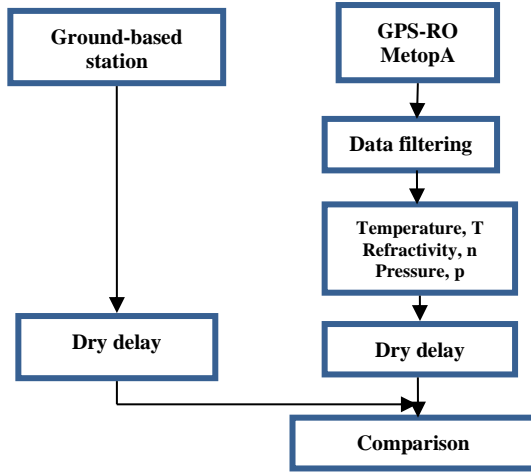 Ground-based
station
GPS-RO
MetopA
Data filtering
Temperature, T
Refractivity, n
Pressure, p
Dry delay
Dry delay
Comparison